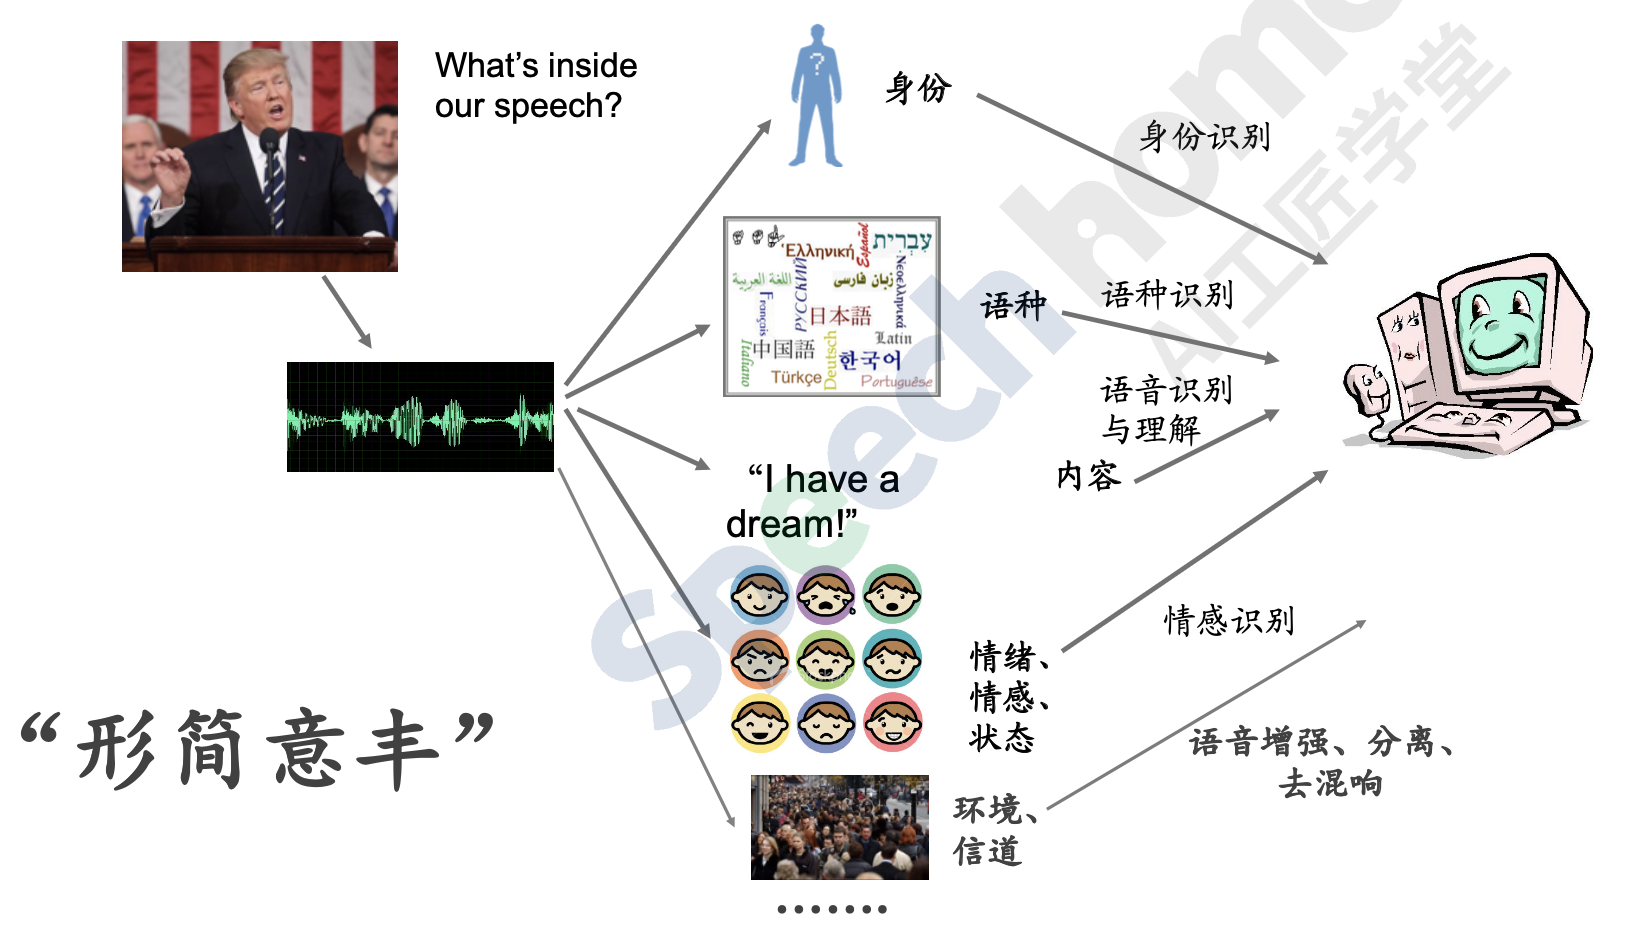 What’s inside
our speech?
?
身份
身份识别
Ἑλληνική
Español
עִבְרִית
اللغة العربية
РУССКИЙ
زبان فارسی
Νεοελληνικά
Français
日本語
Latin
中国語
Deutsch
한국어
Italiano
Türkçe
Português
语种
语种识别
语音识别
与理解
内容
“I have a
dream!”
情绪、
情感、
状态
情感识别
“形简意丰”
语音增强、分离、
去混响
环境、
信道
·······
Speech home
AI工匠学堂